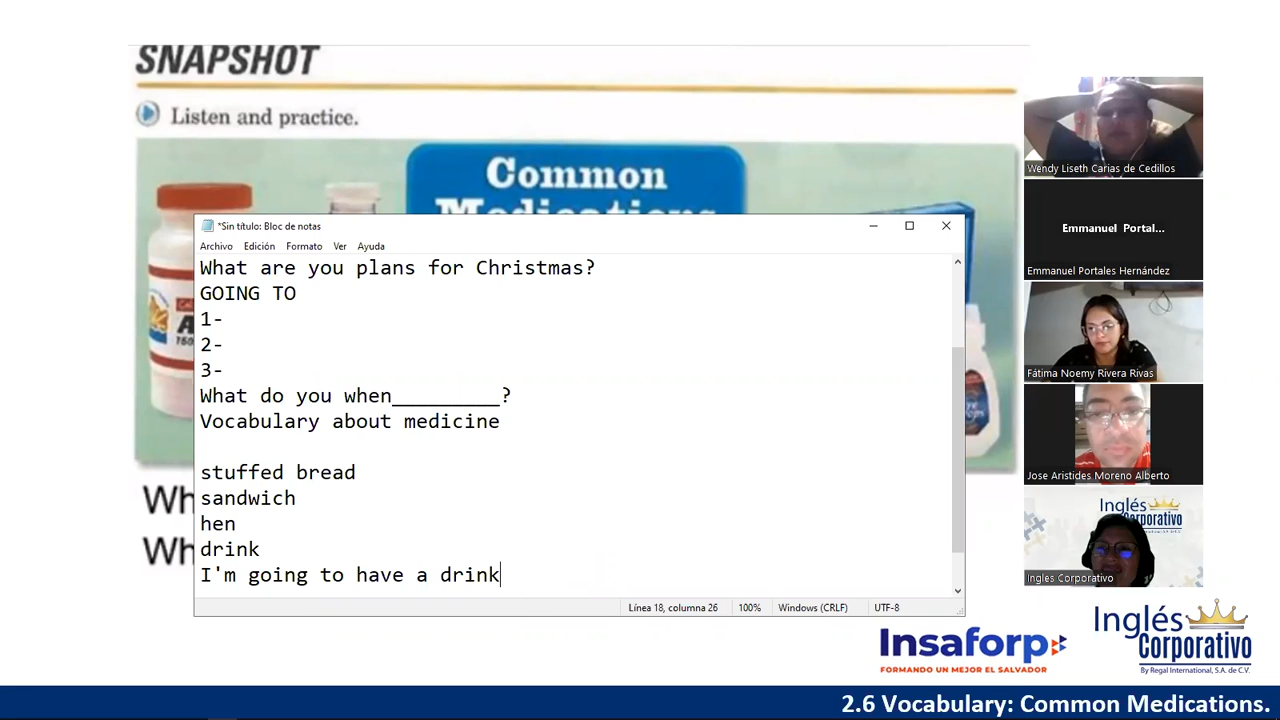 SNAPSHOT
Listen and practice.
Common
Medications
*Sin título: Bloc de notas
Archivo Edición Formato Ver Ayuda
What are you plans for Christmas?
GOING TO
1-
2-
3-
What do you when_________?
Vocabulary about medicine
stuffed bread
sandwich
hen
drink
I'm going to have a drink
Línea 18, columna 26 100% Windows (CRLF) UTF-8
Wh
Wh
Wendy Liseth Carias de Cedillos
Emmanuel Portal...
Emmanuel Portales Hernández
Fátima Noemy Rivera Rivas
Jose Aristides Moreno Alberto
Inglés
Corporativo
Ingles Corporativo
Insaforp
FORMANDO UN MEJOR EL SALVADOR
Inglés
Corporativo
By Regal International, S.A. de C.V.
2.6 Vocabulary: Common Medications.